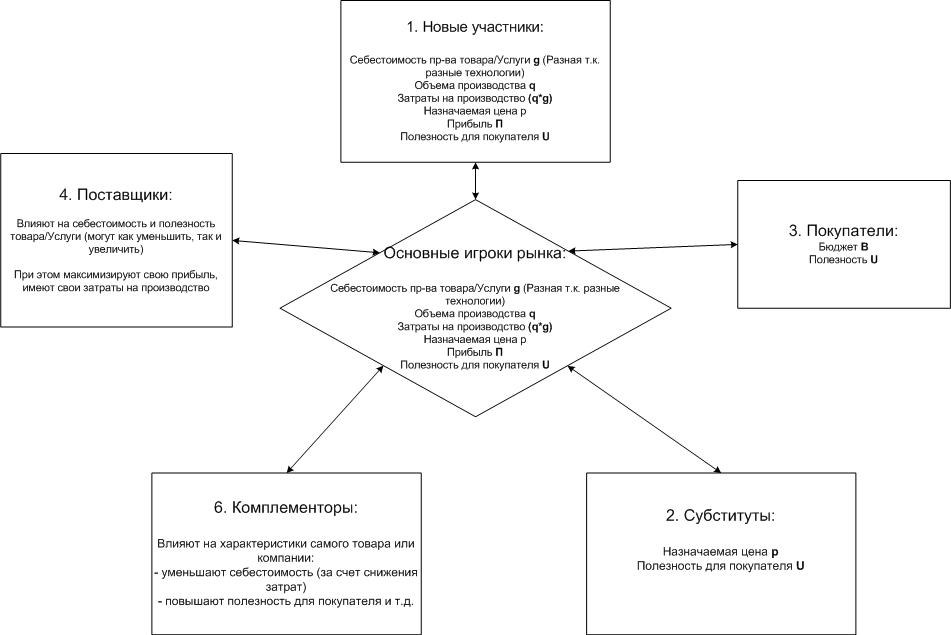 1. Новые участники:
Себестоимость пр-ва товара/Услуги g (Разная т.к.
разные технологии)
Объема производства q
Затраты на производство (q*g)
Назначаемая цена p
Прибыль П
Полезность для покупателя U
4. Поставщики:
Влияют на себестоимость и полезность
товара/Услуги (могут как уменьшить, так и
увеличить)
При этом максимизируют свою прибыль,
имеют свои затраты на производство
Основные игроки рынка:
Себестоимость пр-ва товара/Услуги g (Разная т.к. разные
технологии)
Объема производства q
Затраты на производство (q*g)
Назначаемая цена p
Прибыль П
Полезность для покупателя U
3. Покупатели:
Бюджет B
Полезность U
6. Комплементоры:
Влияют на характеристики самого товара или
компании:
- уменьшают себестоимость (за счет снижения
затрат)
- повышают полезность для покупателя и т.д.
2. Субституты:
Назначаемая цена p
Полезность для покупателя U